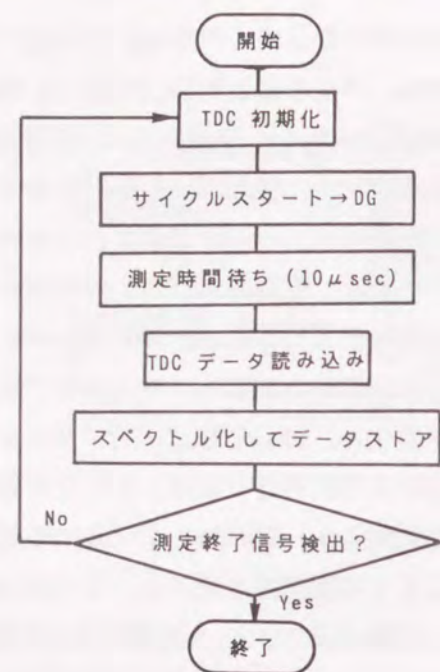 開始
TDC 初期化
サイクルスタート→DG
測定時間待ち (10μsec)
TDC データ読み込み
スペクトル化してデータストア
No
測定終了信号検出?
Yes
終了